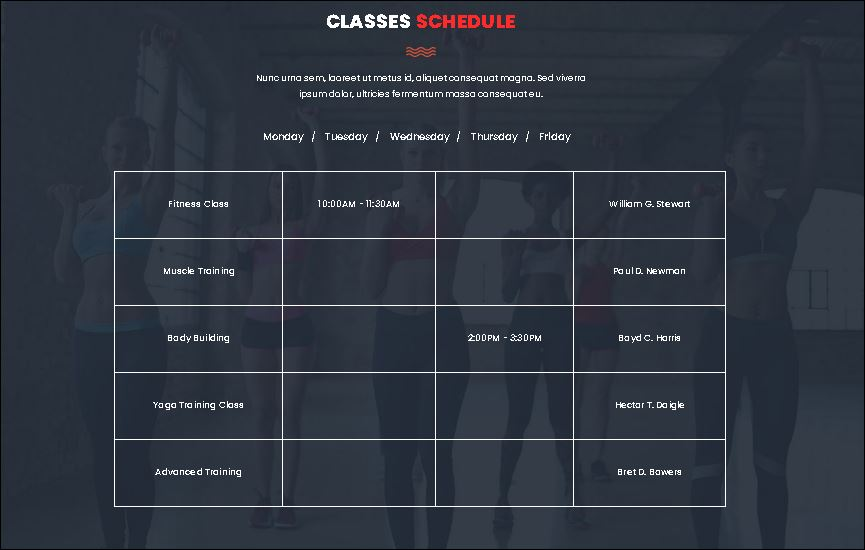 CLASSES SCHEDULE
Nunc urna sem, laoreet ut metus id, aliquet consequat magna. Sed viverra
ipsum dolor, ultricies fermentum massa consequat eu.
Monday / Tuesday / Wednesday / Thursday / Friday
Fitness Class 10:00AM - 11:30AM William G. Stewart
Muscle Training Paul D. Newman
Body Building 2:00PM - 3:30PM Boyd C. Harris
Yoga Training Class Hector T. Daigle
Advanced Training Bret D. Bowers